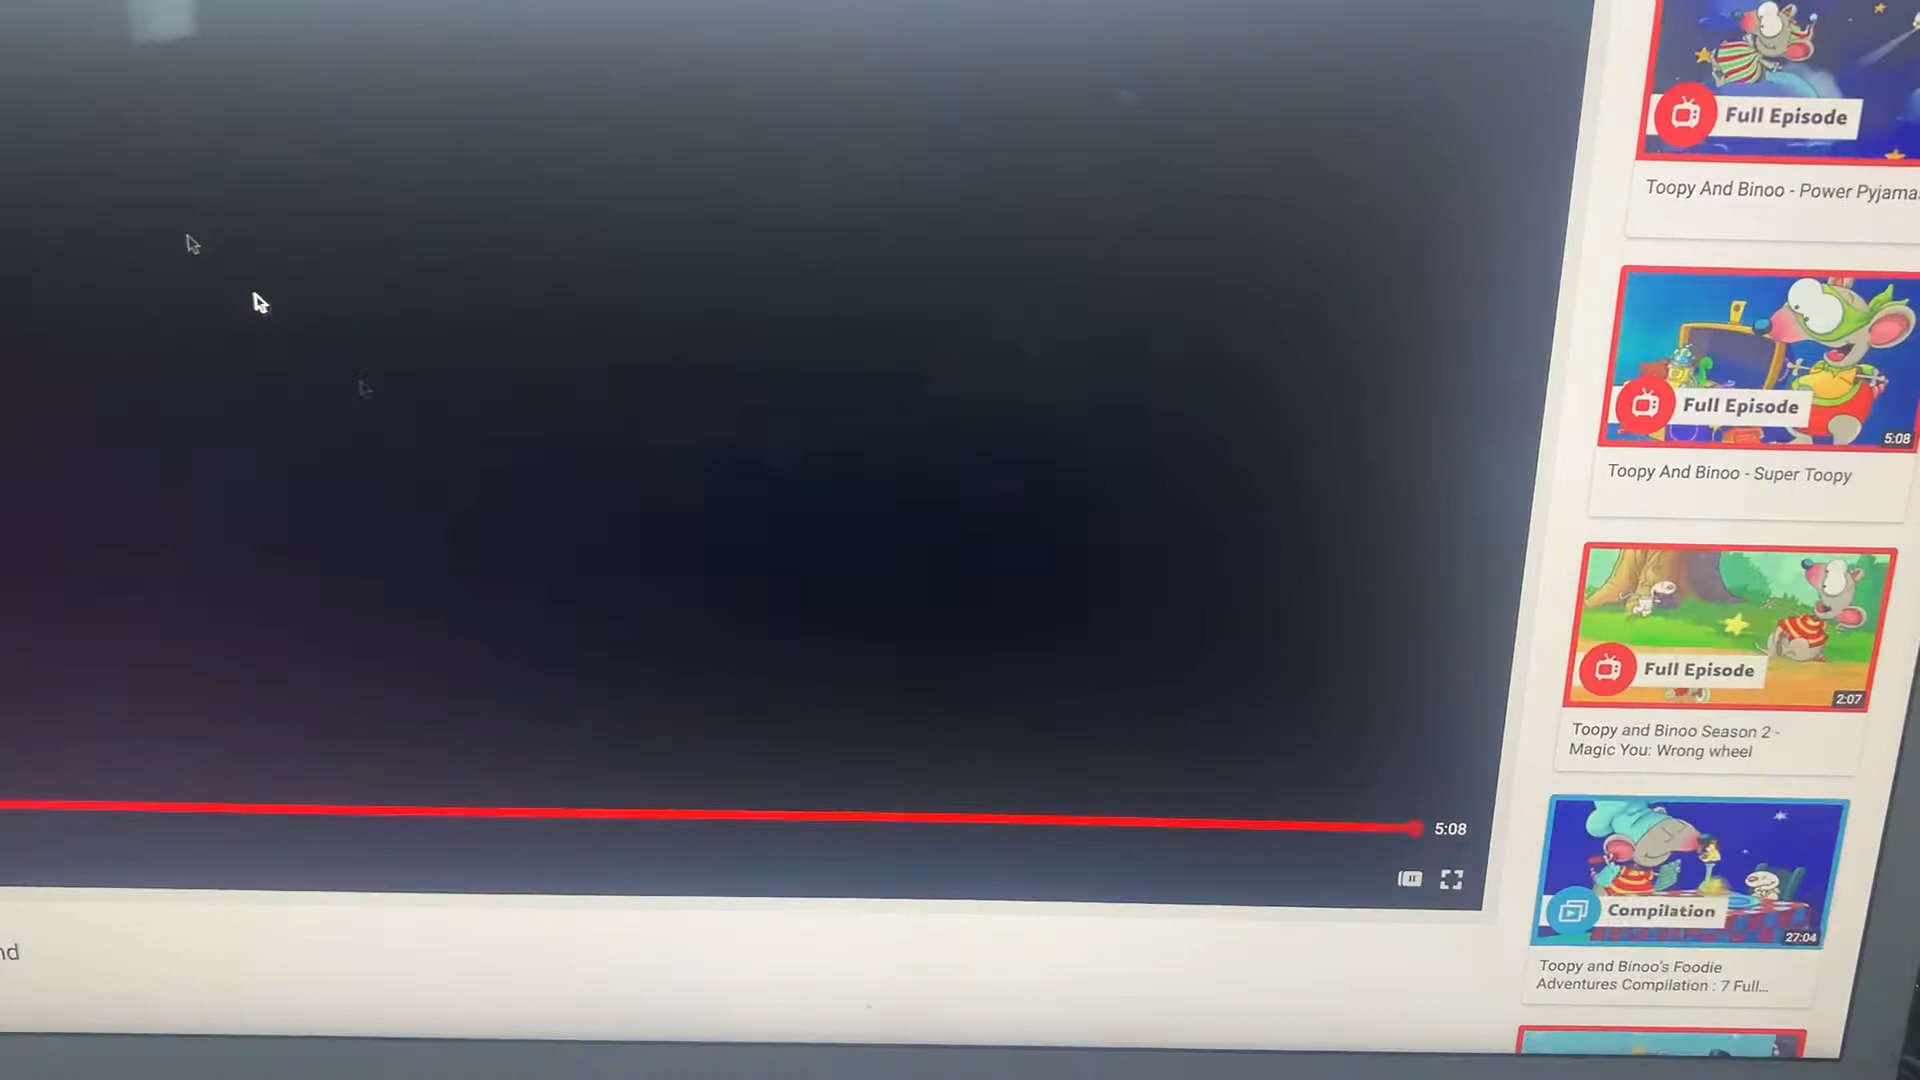 Full Episode
Toopy And Binoo - Power Pyjamas
Full Episode
5:08
Toopy And Binoo - Super Toopy
Full Episode
2:07
Toopy and Binoo Season 2 -
Magic You: Wrong wheel
5:08
Compilation
27:04
Toopy and Binoo's Foodie
Adventures Compilation : 7 Full...
nd